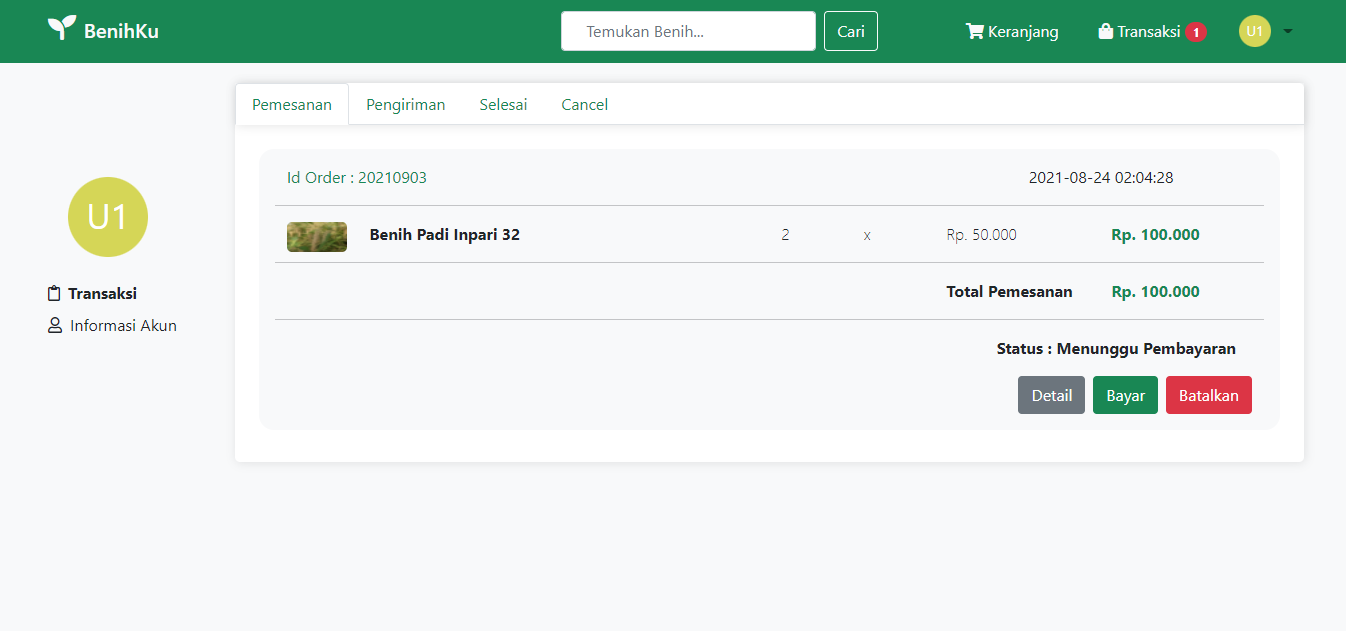 BenihKu
Temukan Benih...
Cari
Keranjang
Transaksi 1
U1
Pemesanan
Pengiriman
Selesai
Cancel
U1
Transaksi
Informasi Akun
Id Order : 20210903
2021-08-24 02:04:28
Benih Padi Inpari 32
2
x
Rp. 50.000
Rp. 100.000
Total Pemesanan
Rp. 100.000
Status : Menunggu Pembayaran
Detail
Bayar
Batalkan